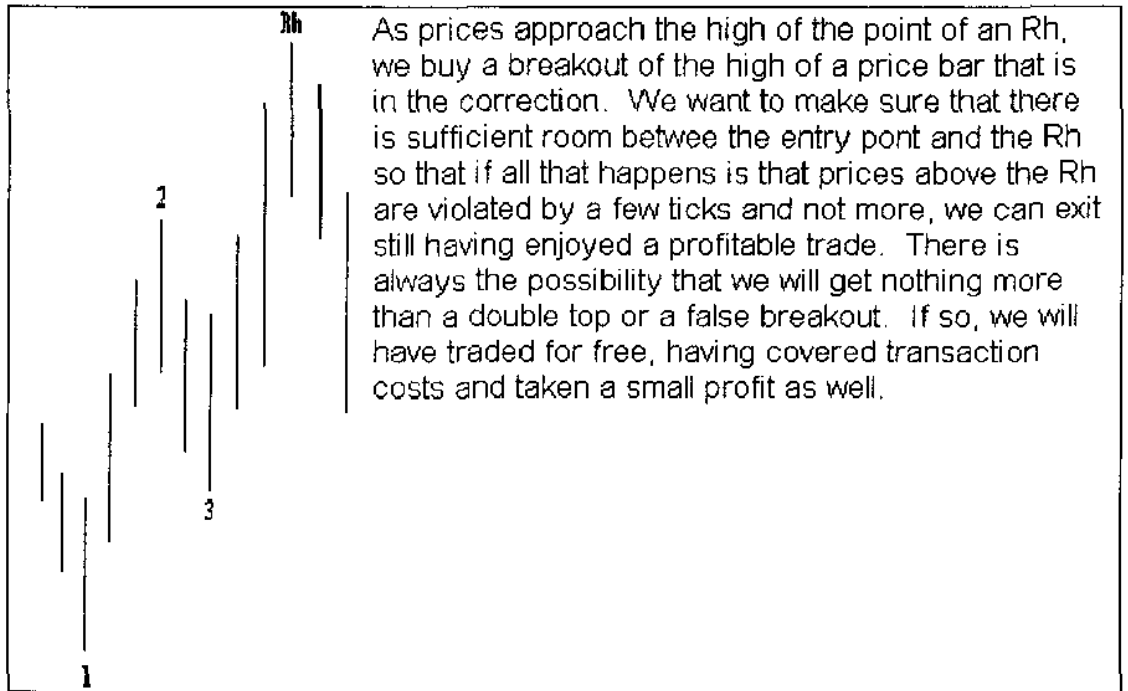 Rh
As prices approach the high of the point of an Rh,
we buy a breakout of the high of a price bar that is
in the correction. We want to make sure that there
is sufficient room betwee the entry pont and the Rh
so that if all that happens is that prices above the Rh
are violated by a few ticks and not more, we can exit
still having enjoyed a profitable trade. There is
always the possibility that we will get nothing more
than a double top or a false breakout. If so, we will
have traded for free, having covered transaction
costs and taken a small profit as well.
2
3
1